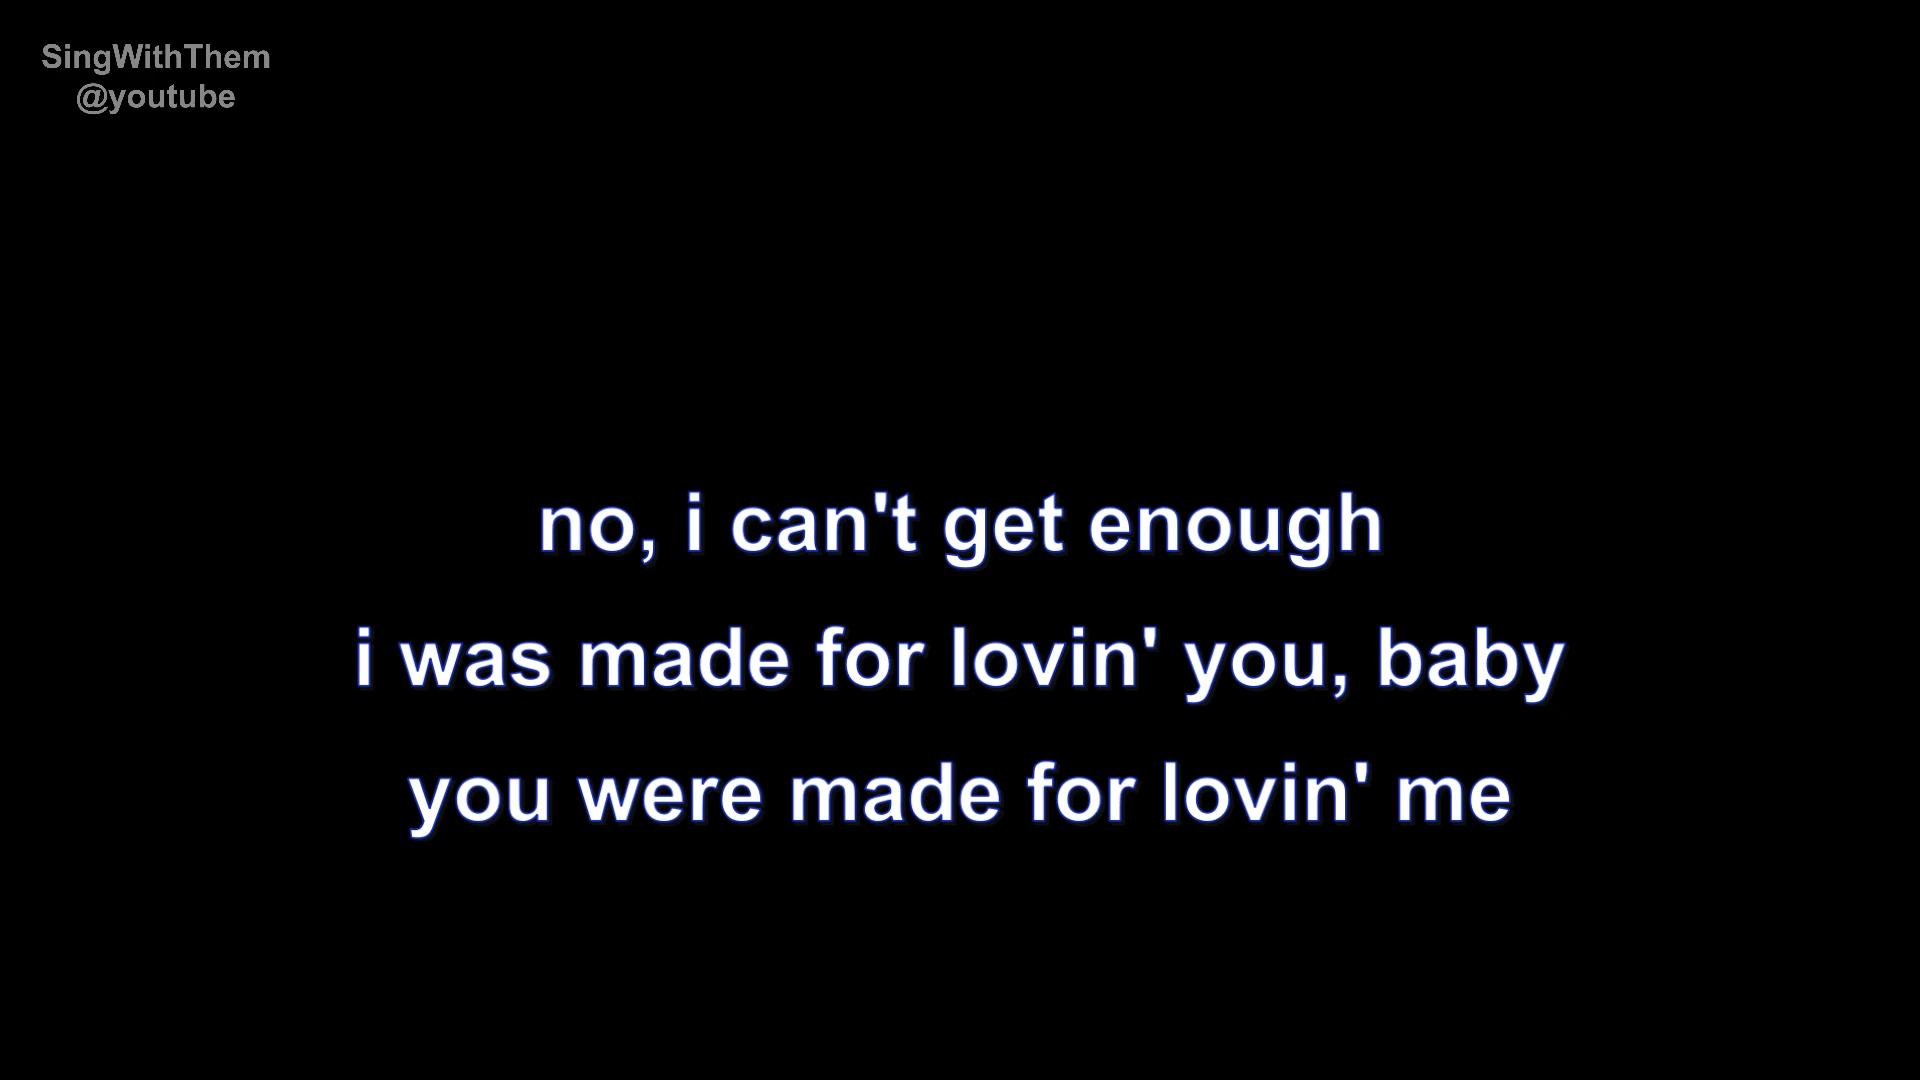 SingWithThem
@youtube
no, i can't get enough
i was made for lovin' you, baby
you were made for lovin' me